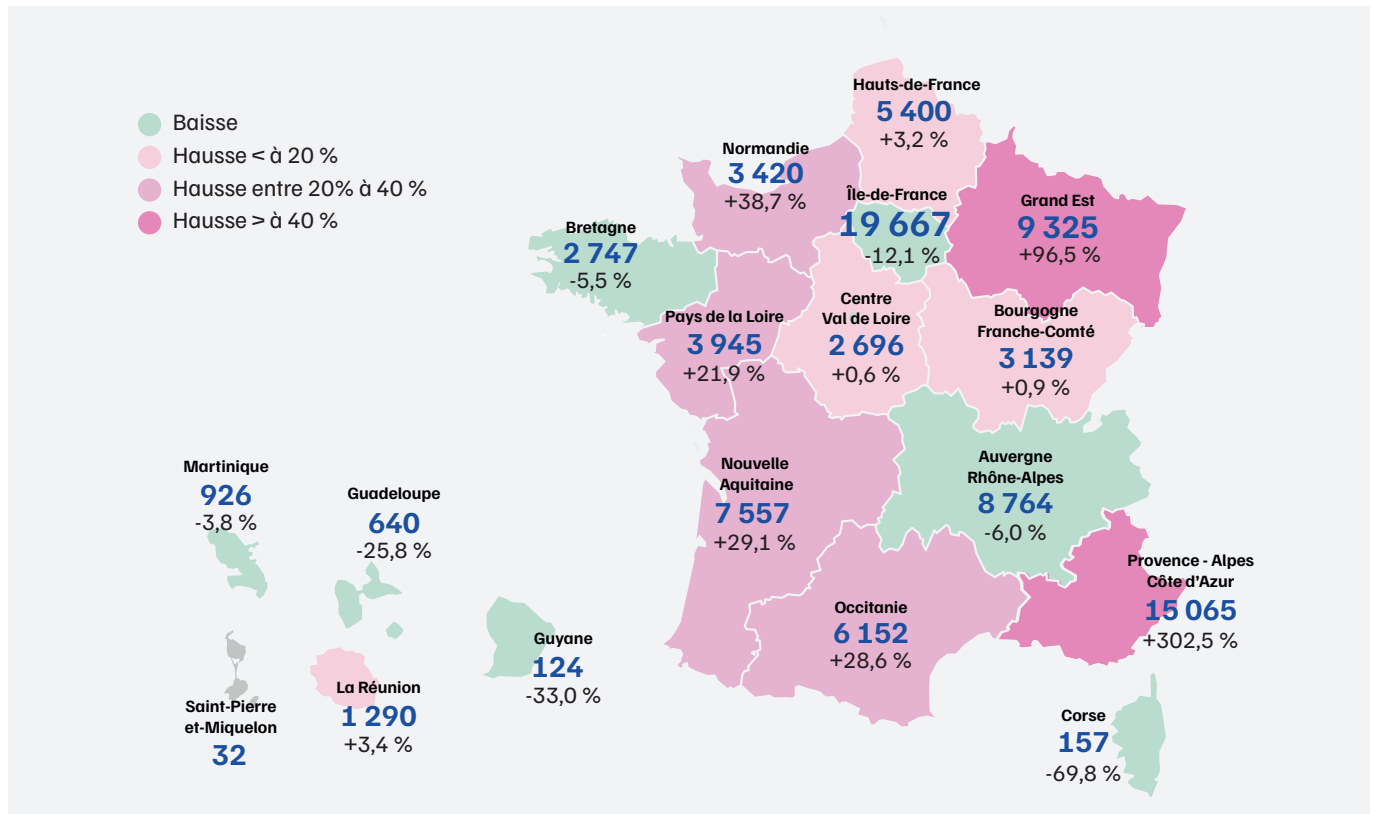 Baisse
Hausse < à 20 %
Hausse entre 20% à 40 %
Hausse > à 40 %
Hauts-de-France
5 400
+3,2 %
Normandie
3 420
+38,7 %
Île-de-France
19 667
-12,1 %
Grand Est
9 325
+96,5 %
Bretagne
2 747
-5,5 %
Pays de la Loire
3 945
+21,9 %
Centre
Val de Loire
2 696
+0,6 %
Bourgogne
Franche-Comté
3 139
+0,9 %
Nouvelle
Aquitaine
7 557
+29,1 %
Auvergne
Rhône-Alpes
8 764
-6,0 %
Provence - Alpes
Côte d'Azur
15 065
+302,5 %
Occitanie
6 152
+28,6 %
Corse
157
-69,8 %
Martinique
926
-3,8 %
Guadeloupe
640
-25,8 %
Guyane
124
-33,0 %
La Réunion
1 290
+3,4 %
Saint-Pierre
et-Miquelon
32